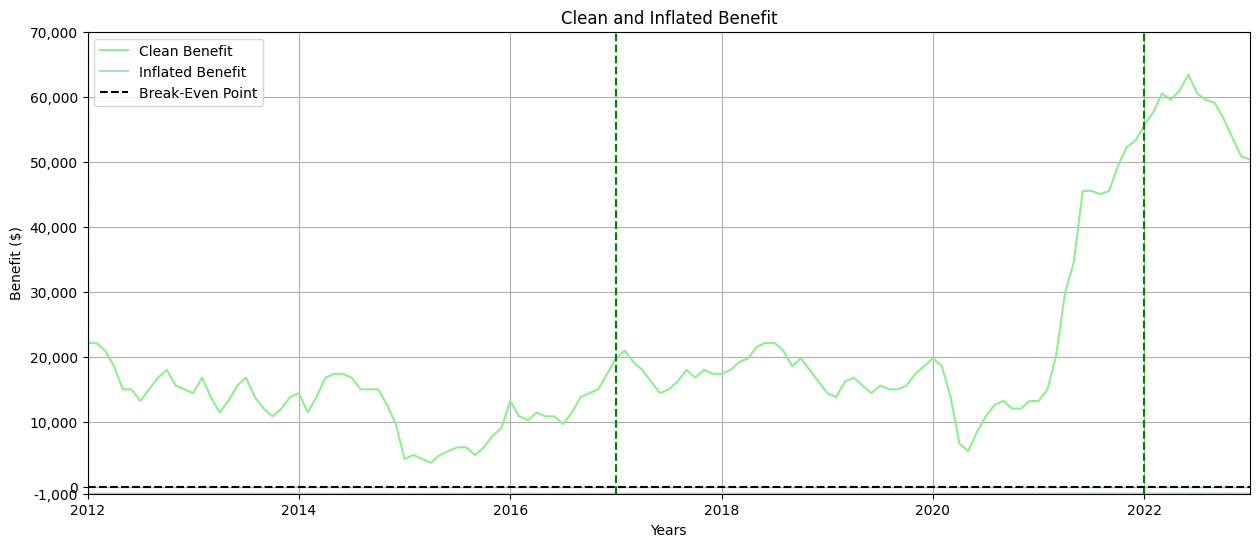 Clean and Inflated Benefit
Clean Benefit
Inflated Benefit
Break-Even Point
Benefit ($)
70,000
60,000
50,000
40,000
30,000
20,000
10,000
0
-1,000
2012 2014 2016 2018 2020 2022
Years